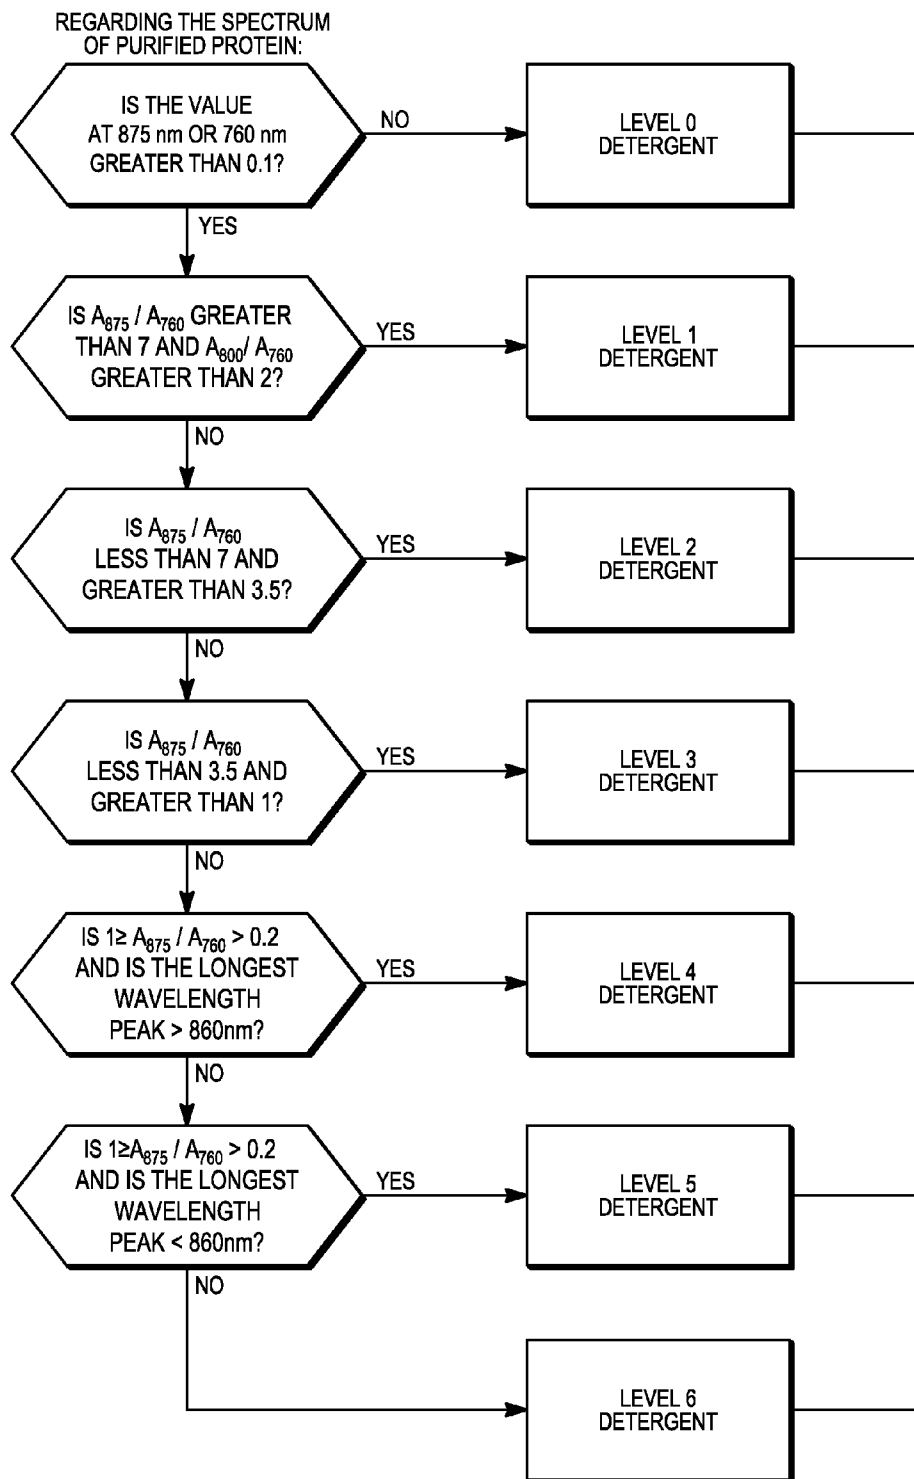 REGARDING THE SPECTRUM
OF PURIFIED PROTEIN:
IS THE VALUE
AT 875 nm OR 760 nm
GREATER THAN 0.1?
NO
LEVEL 0
DETERGENT
YES
IS A875 / A760 GREATER
THAN 7 AND A800/ A760
GREATER THAN 2?
YES
LEVEL 1
DETERGENT
NO
IS A875 / A760
LESS THAN 7 AND
GREATER THAN 3.5?
YES
LEVEL 2
DETERGENT
NO
IS A875 / A760
LESS THAN 3.5 AND
GREATER THAN 1?
YES
LEVEL 3
DETERGENT
NO
IS 1≥ A875 / A760 > 0.2
AND IS THE LONGEST
WAVELENGTH
PEAK > 860nm?
YES
LEVEL 4
DETERGENT
NO
IS 1≥A875 / A760 > 0.2
AND IS THE LONGEST
WAVELENGTH
PEAK < 860nm?
YES
LEVEL 5
DETERGENT
NO
LEVEL 6
DETERGENT